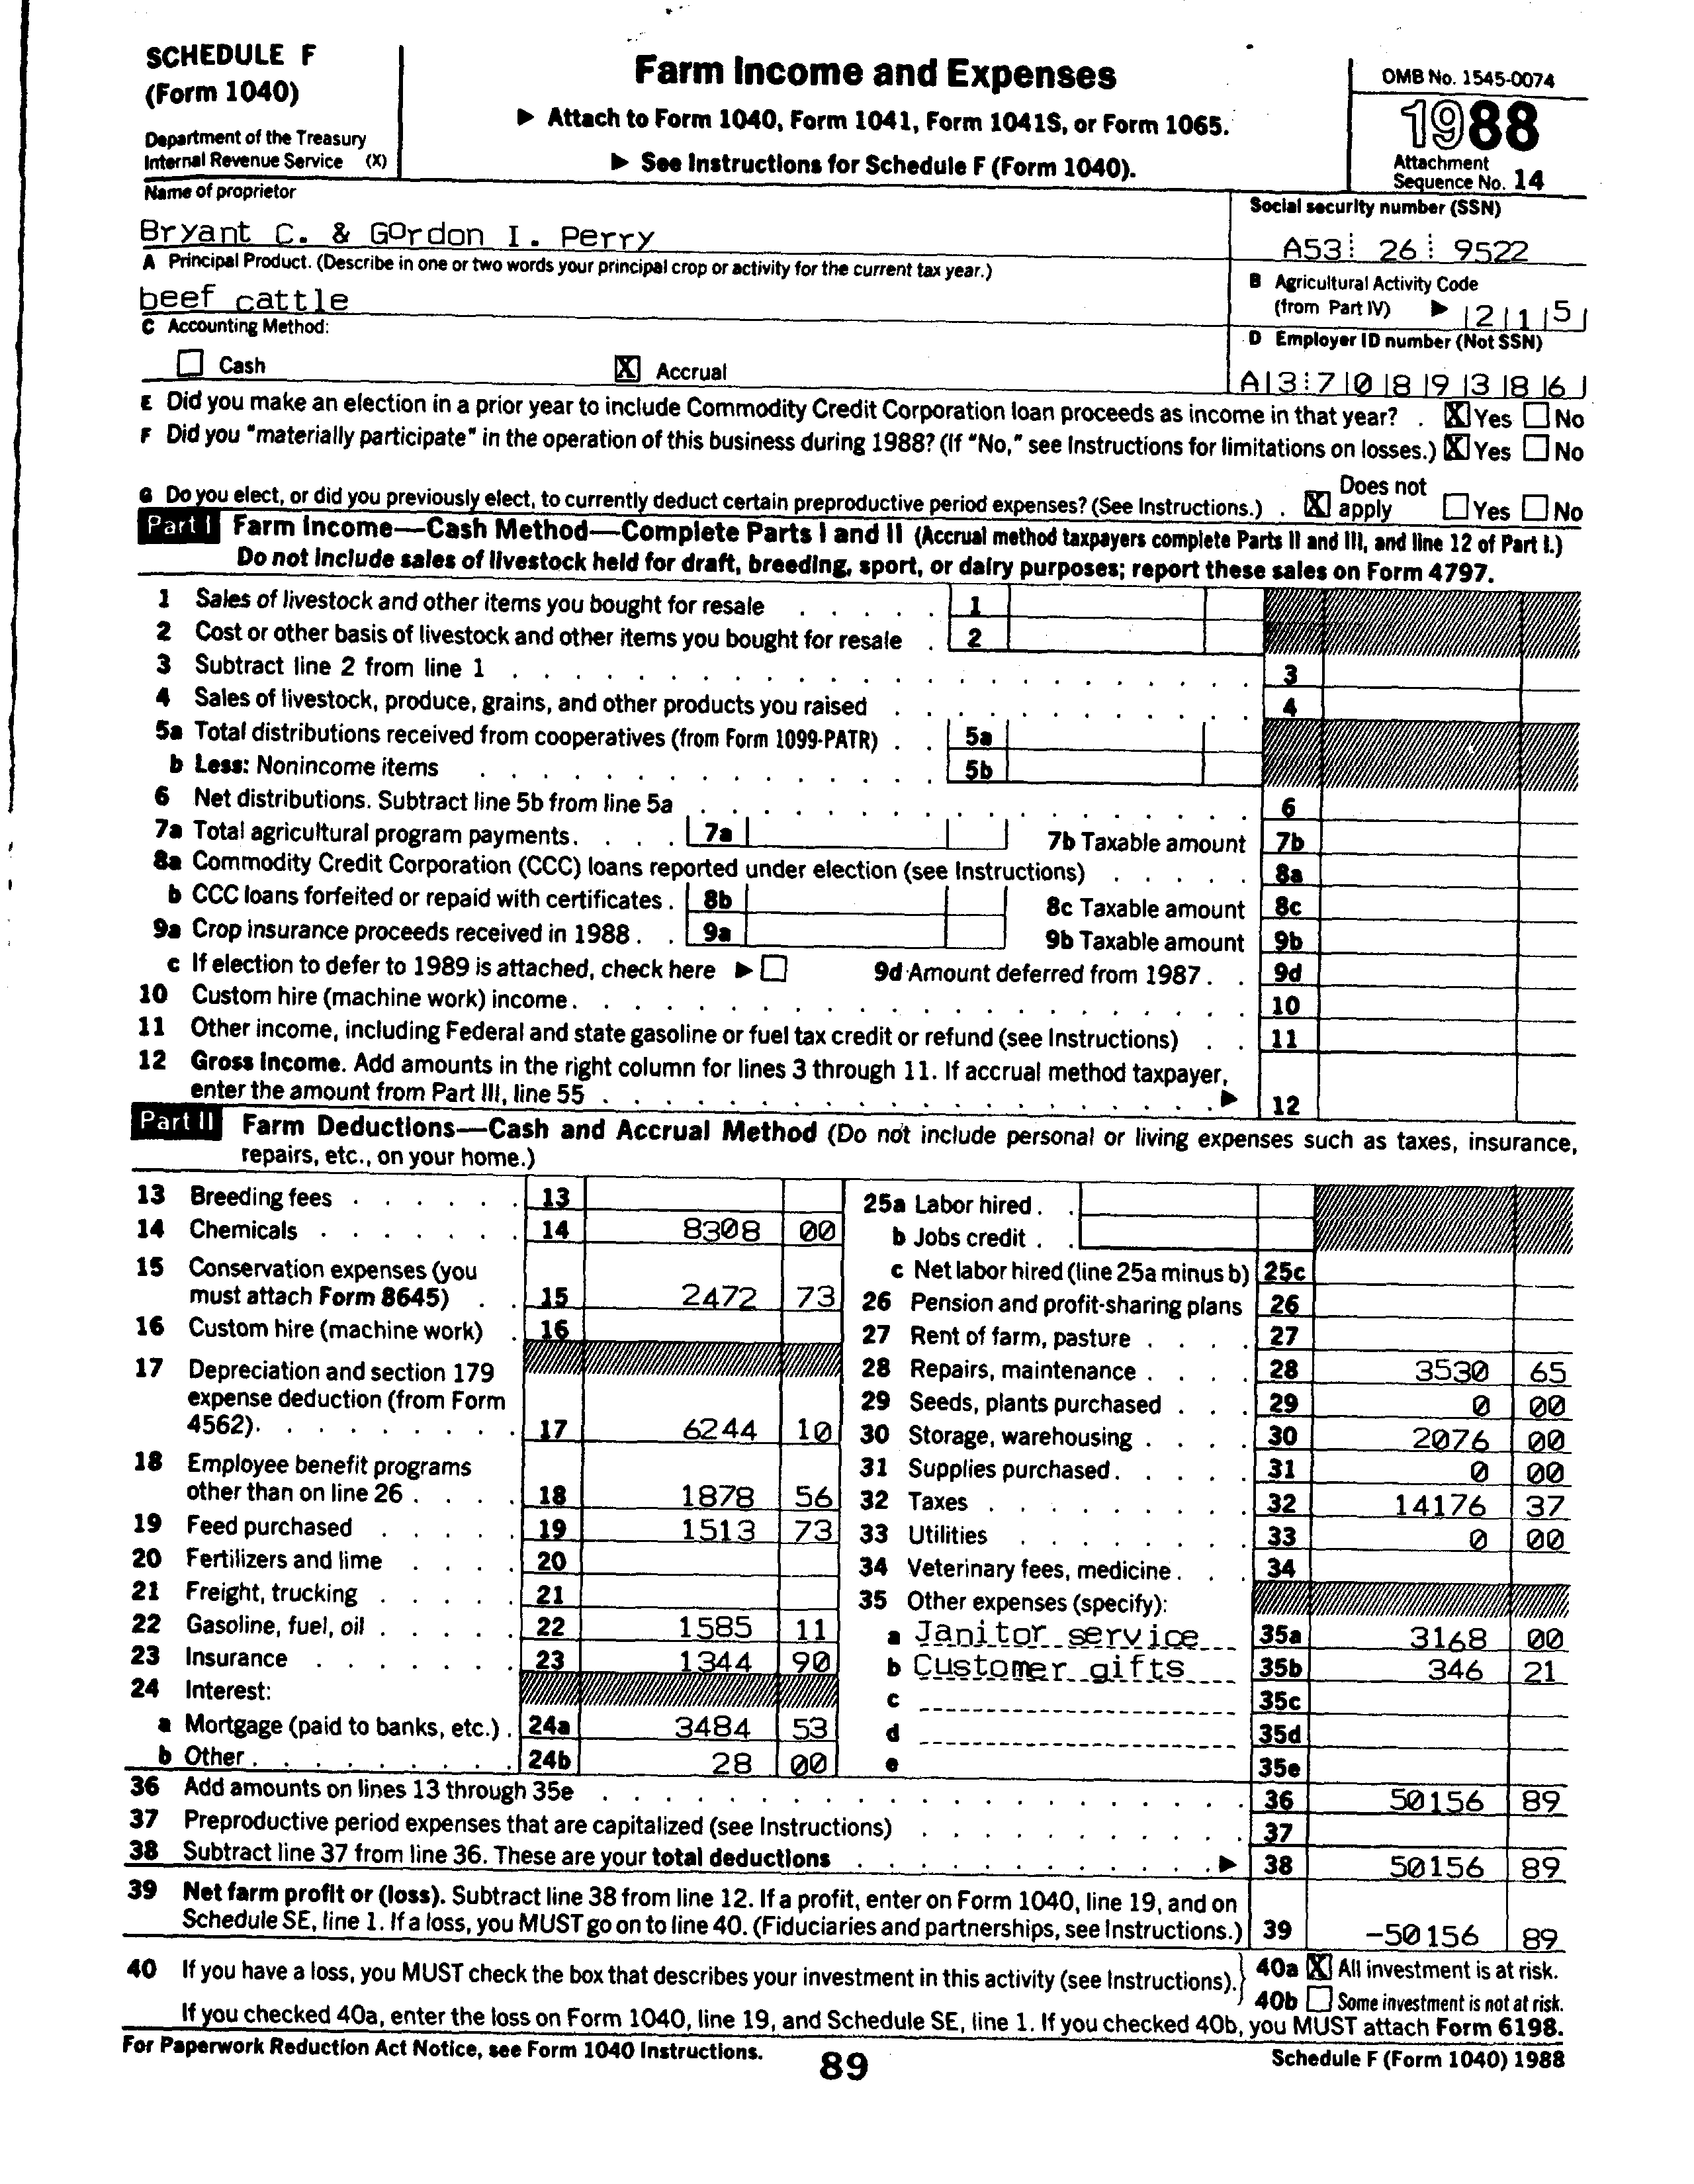 SCHEDULE F
(Form 1040)
Department of the Treasury
Internal Revenue Service (X)
Farm Income and Expenses
▶ Attach to Form 1040, Form 1041, Form 1041S, or Form 1065.
▶ See Instructions for Schedule F (Form 1040).
OMB No. 1545-0074
1988
Attachment
Sequence No. 14
Name of proprietor
Bryant C. & Gordon I. Perry
Social security number (SSN)
A53 26 9522
A Principal Product. (Describe in one or two words your principal crop or activity for the current tax year.)
beef cattle
B Agricultural Activity Code
(from Part IV) ▶ 2 1 5
C Accounting Method:
Cash X Accrual
D Employer ID number (Not SSN)
A 3 7 0 8 9 3 8 6
E Did you make an election in a prior year to include Commodity Credit Corporation loan proceeds as income in that year? . X Yes No
F Did you "materially participate" in the operation of this business during 1988? (If "No," see Instructions for limitations on losses.) X Yes No
G Do you elect, or did you previously elect, to currently deduct certain preproductive period expenses? (See Instructions.) . X Does not apply Yes No
Part I Farm Income—Cash Method—Complete Parts I and II (Accrual method taxpayers complete Parts II and III, and line 12 of Part I.)
Do not include sales of livestock held for draft, breeding, sport, or dairy purposes; report these sales on Form 4797.
1 Sales of livestock and other items you bought for resale . . . . . 1
2 Cost or other basis of livestock and other items you bought for resale . 2
3 Subtract line 2 from line 1 . . . . . 3
4 Sales of livestock, produce, grains, and other products you raised . . . . . 4
5a Total distributions received from cooperatives (from Form 1099-PATR) . . 5a
b Less: Nonincome items . . . . . 5b
6 Net distributions. Subtract line 5b from line 5a . . . . . 6
7a Total agricultural program payments. . . . 7a 7b Taxable amount 7b
8a Commodity Credit Corporation (CCC) loans reported under election (see Instructions) . . . . . 8a
b CCC loans forfeited or repaid with certificates . 8b 8c Taxable amount 8c
9a Crop insurance proceeds received in 1988 . . 9a 9b Taxable amount 9b
c If election to defer to 1989 is attached, check here ▶ 9d Amount deferred from 1987 . . 9d
10 Custom hire (machine work) income . . . . . 10
11 Other income, including Federal and state gasoline or fuel tax credit or refund (see Instructions) . . 11
12 Gross income. Add amounts in the right column for lines 3 through 11. If accrual method taxpayer,
enter the amount from Part III, line 55 . . . . . ▶ 12
Part II Farm Deductions—Cash and Accrual Method (Do not include personal or living expenses such as taxes, insurance,
repairs, etc., on your home.)
13 Breeding fees . . . . . . 13
14 Chemicals . . . . . . . 14 8308 00
15 Conservation expenses (you
must attach Form 8645) . . 15 2472 73
16 Custom hire (machine work) . 16
17 Depreciation and section 179
expense deduction (from Form
4562). . . . . . . . . 17 6244 10
18 Employee benefit programs
other than on line 26 . . . . 18 1878 56
19 Feed purchased . . . . . 19 1513 73
20 Fertilizers and lime . . . . 20
21 Freight, trucking . . . . . 21
22 Gasoline, fuel, oil . . . . . 22 1585 11
23 Insurance . . . . . . . 23 1344 90
24 Interest:
a Mortgage (paid to banks, etc.) . 24a 3484 53
b Other . . . . . . . . 24b 28 00
25a Labor hired . .
b Jobs credit . .
c Net labor hired (line 25a minus b) 25c
26 Pension and profit-sharing plans 26
27 Rent of farm, pasture . . . . 27
28 Repairs, maintenance . . . . 28 3530 65
29 Seeds, plants purchased . . . 29 0 00
30 Storage, warehousing . . . . 30 2076 00
31 Supplies purchased . . . . . 31 0 00
32 Taxes . . . . . . . . 32 14176 37
33 Utilities . . . . . . . 33 0 00
34 Veterinary fees, medicine . . . 34
35 Other expenses (specify):
a Janitor service 35a 3168 00
b Customer gifts 35b 346 21
c 35c
d 35d
e 35e
36 Add amounts on lines 13 through 35e . . . . . 36 50156 89
37 Preproductive period expenses that are capitalized (see Instructions) . . . . . 37
38 Subtract line 37 from line 36. These are your total deductions . . . . . ▶ 38 50156 89
39 Net farm profit or (loss). Subtract line 38 from line 12. If a profit, enter on Form 1040, line 19, and on
Schedule SE, line 1. If a loss, you MUST go on to line 40. (Fiduciaries and partnerships, see Instructions.) 39 -50156 89
40 If you have a loss, you MUST check the box that describes your investment in this activity (see Instructions). 40a X All investment is at risk.
40b Some investment is not at risk.
If you checked 40a, enter the loss on Form 1040, line 19, and Schedule SE, line 1. If you checked 40b, you MUST attach Form 6198.
For Paperwork Reduction Act Notice, see Form 1040 Instructions. 89 Schedule F (Form 1040) 1988